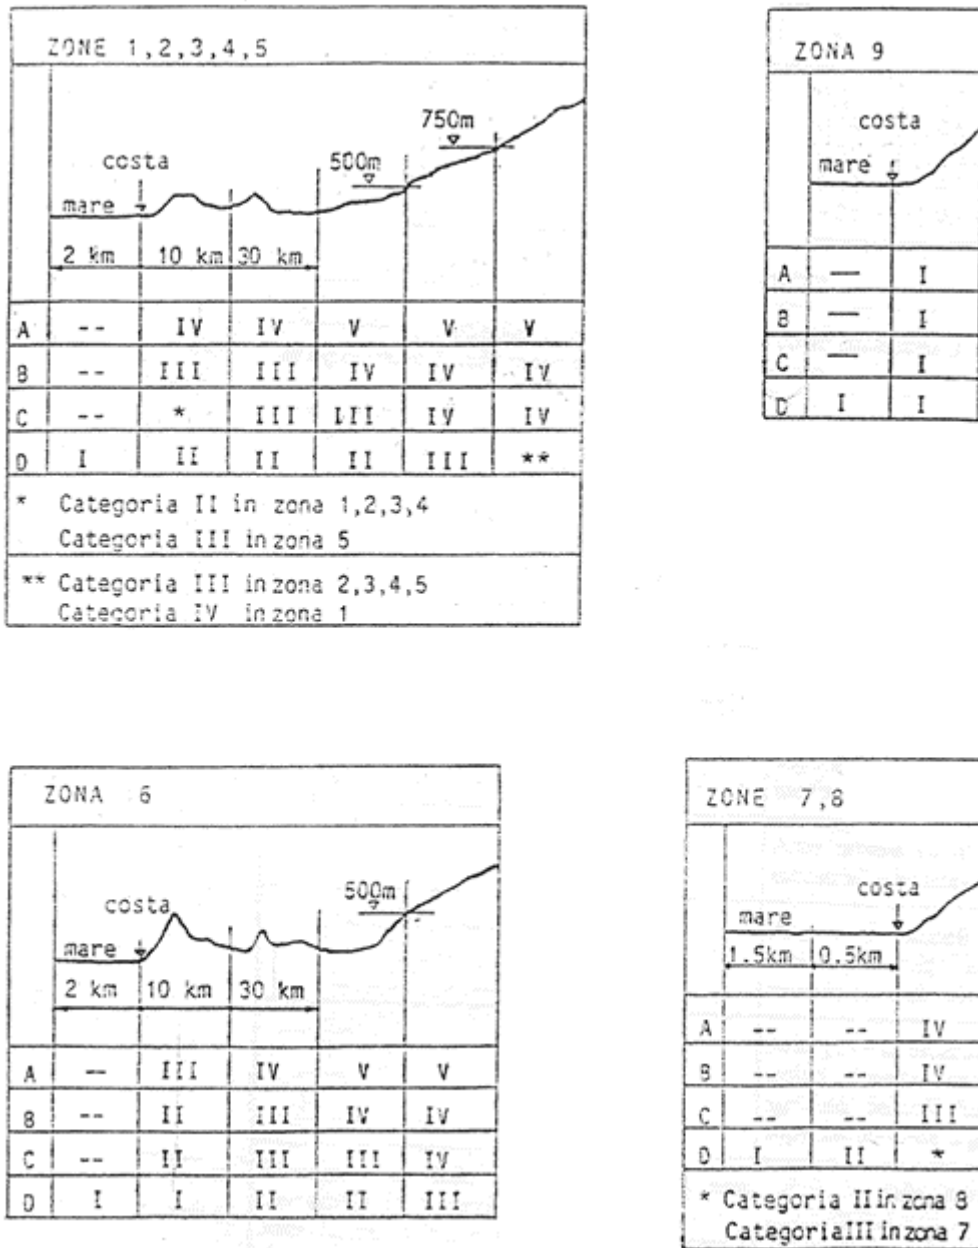 ZONE 1,2,3,4,5
750m
costa
500m
mare
2 km 10 km 30 km
A -- IV IV V V V
B -- III III IV IV IV
C -- * III III IV IV
D I II II II III **
* Categoria II in zona 1,2,3,4
Categoria III in zona 5
** Categoria III in zona 2,3,4,5
Categoria IV in zona 1
ZONA 9
costa
mare
A — I
B — I
C — I
D I I
ZONA 6
500m
costa
mare
2 km 10 km 30 km
A -- III IV V V
B -- II III IV IV
C -- II III III IV
D I I II II III
ZONE 7,8
costa
mare
1.5km 0.5km
A -- -- IV
B -- -- IV
C -- -- III
D I II *
* Categoria II in zona 8
Categoria III in zona 7